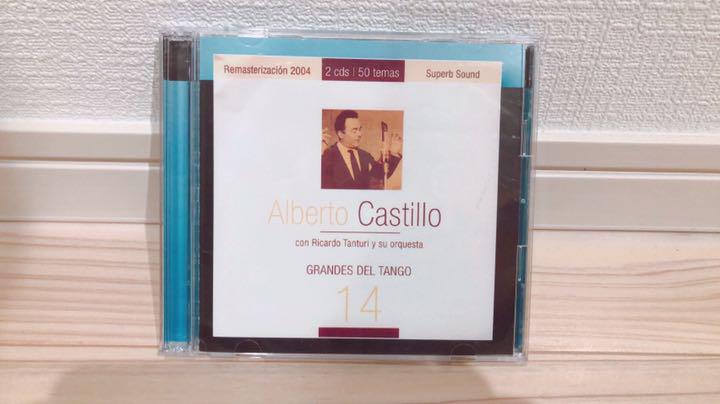 Remasterización 2004 2 cds | 50 temas Superb Sound
Alberto Castillo
con Ricardo Tanturi y su orquesta
GRANDES DEL TANGO
14